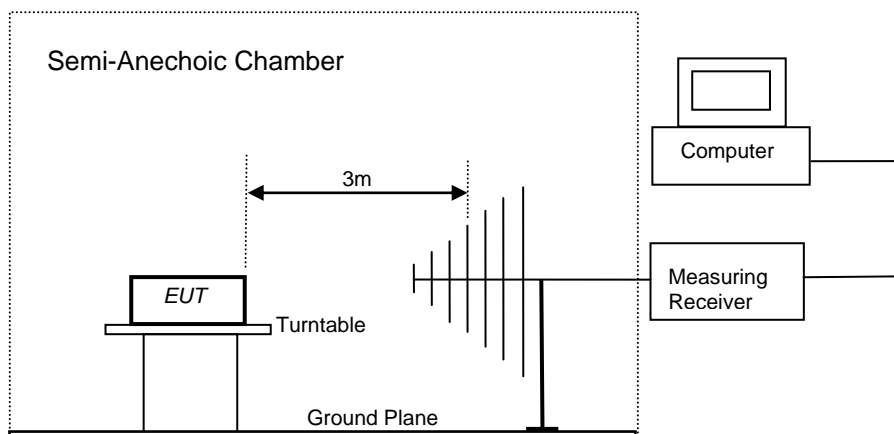 Semi-Anechoic Chamber
Computer
3m
Measuring
Receiver
EUT
Turntable
Ground Plane